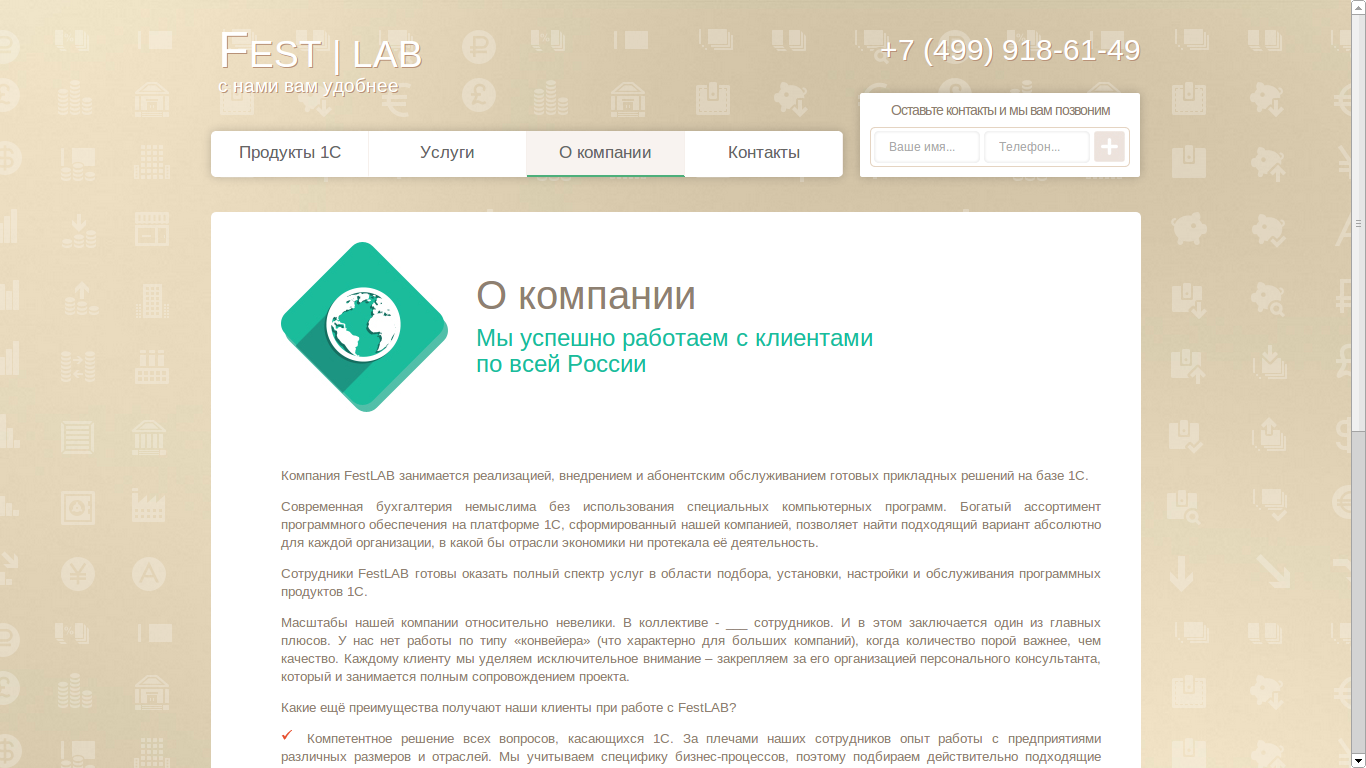 FEST | LAB
с нами вам удобнее
+7 (499) 918-61-49
Оставьте контакты и мы вам позвоним
Ваше имя...
Телефон...
Продукты 1С
Услуги
О компании
Контакты
О компании
Мы успешно работаем с клиентами
по всей России
Компания FestLAB занимается реализацией, внедрением и абонентским обслуживанием готовых прикладных решений на базе 1С.
Современная бухгалтерия немыслима без использования специальных компьютерных программ. Богатый ассортимент
программного обеспечения на платформе 1С, сформированный нашей компанией, позволяет найти подходящий вариант абсолютно
для каждой организации, в какой бы отрасли экономики ни протекала её деятельность.
Сотрудники FestLAB готовы оказать полный спектр услуг в области подбора, установки, настройки и обслуживания программных
продуктов 1С.
Масштабы нашей компании относительно невелики. В коллективе - ___ сотрудников. И в этом заключается один из главных
плюсов. У нас нет работы по типу «конвейера» (что характерно для больших компаний), когда количество порой важнее, чем
качество. Каждому клиенту мы уделяем исключительное внимание – закрепляем за его организацией персонального консультанта,
который и занимается полным сопровождением проекта.
Какие ещё преимущества получают наши клиенты при работе с FestLAB?
Компетентное решение всех вопросов, касающихся 1С. За плечами наших сотрудников опыт работы с предприятиями
различных размеров и отраслей. Мы учитываем специфику бизнес-процессов, поэтому подбираем действительно подходящие